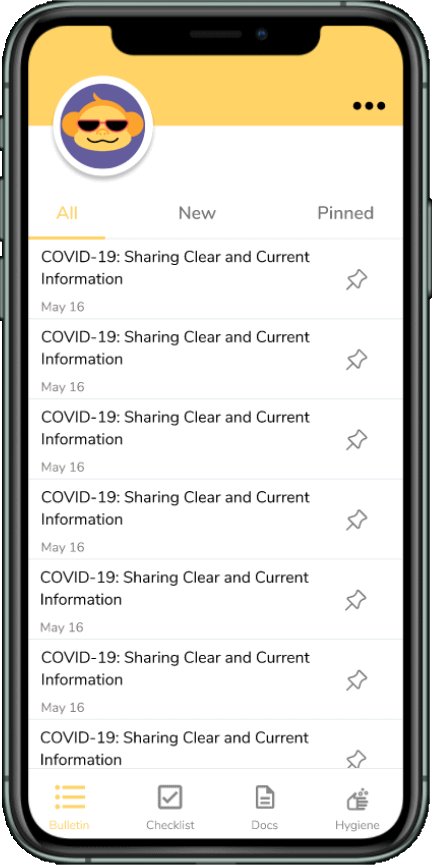 All
New
Pinned
COVID-19: Sharing Clear and Current
Information
May 16
COVID-19: Sharing Clear and Current
Information
May 16
COVID-19: Sharing Clear and Current
Information
May 16
COVID-19: Sharing Clear and Current
Information
May 16
COVID-19: Sharing Clear and Current
Information
May 16
COVID-19: Sharing Clear and Current
Information
May 16
COVID-19: Sharing Clear and Current
Information
Bulletin
Checklist
Docs
Hygiene